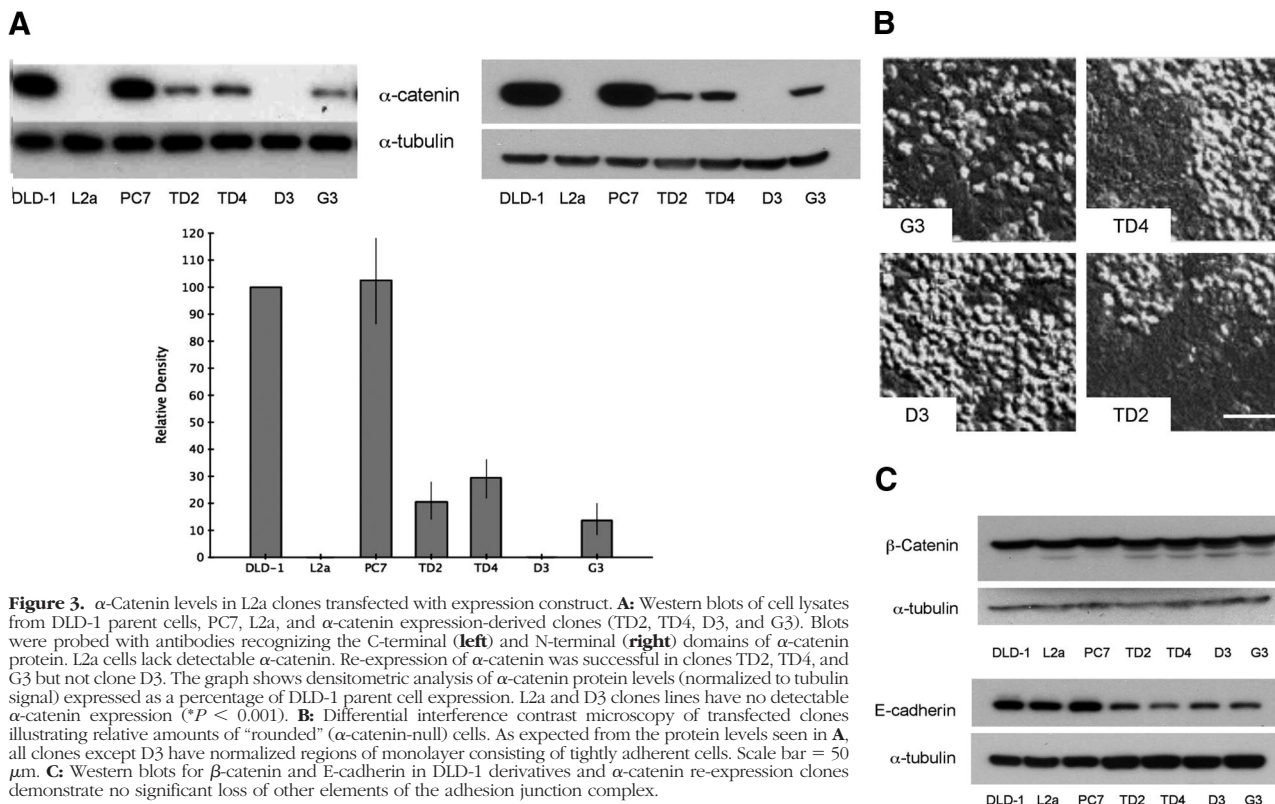 A
α-catenin
α-tubulin
DLD-1 L2a PC7 TD2 TD4 D3 G3
DLD-1 L2a PC7 TD2 TD4 D3 G3
Relative Density
120
110
100
90
80
70
60
50
40
30
20
10
0
DLD-1 L2a PC7 TD2 TD4 D3 G3
B
G3
TD4
D3
TD2
C
β-Catenin
α-tubulin
DLD-1 L2a PC7 TD2 TD4 D3 G3
E-cadherin
α-tubulin
DLD-1 L2a PC7 TD2 TD4 D3 G3
Figure 3. α-Catenin levels in L2a clones transfected with expression construct. A: Western blots of cell lysates
from DLD-1 parent cells, PC7, L2a, and α-catenin expression-derived clones (TD2, TD4, D3, and G3). Blots
were probed with antibodies recognizing the C-terminal (left) and N-terminal (right) domains of α-catenin
protein. L2a cells lack detectable α-catenin. Re-expression of α-catenin was successful in clones TD2, TD4, and
G3 but not clone D3. The graph shows densitometric analysis of α-catenin protein levels (normalized to tubulin
signal) expressed as a percentage of DLD-1 parent cell expression. L2a and D3 clones lines have no detectable
α-catenin expression (*P < 0.001). B: Differential interference contrast microscopy of transfected clones
illustrating relative amounts of “rounded” (α-catenin-null) cells. As expected from the protein levels seen in A,
all clones except D3 have normalized regions of monolayer consisting of tightly adherent cells. Scale bar = 50
μm. C: Western blots for β-catenin and E-cadherin in DLD-1 derivatives and α-catenin re-expression clones
demonstrate no significant loss of other elements of the adhesion junction complex.